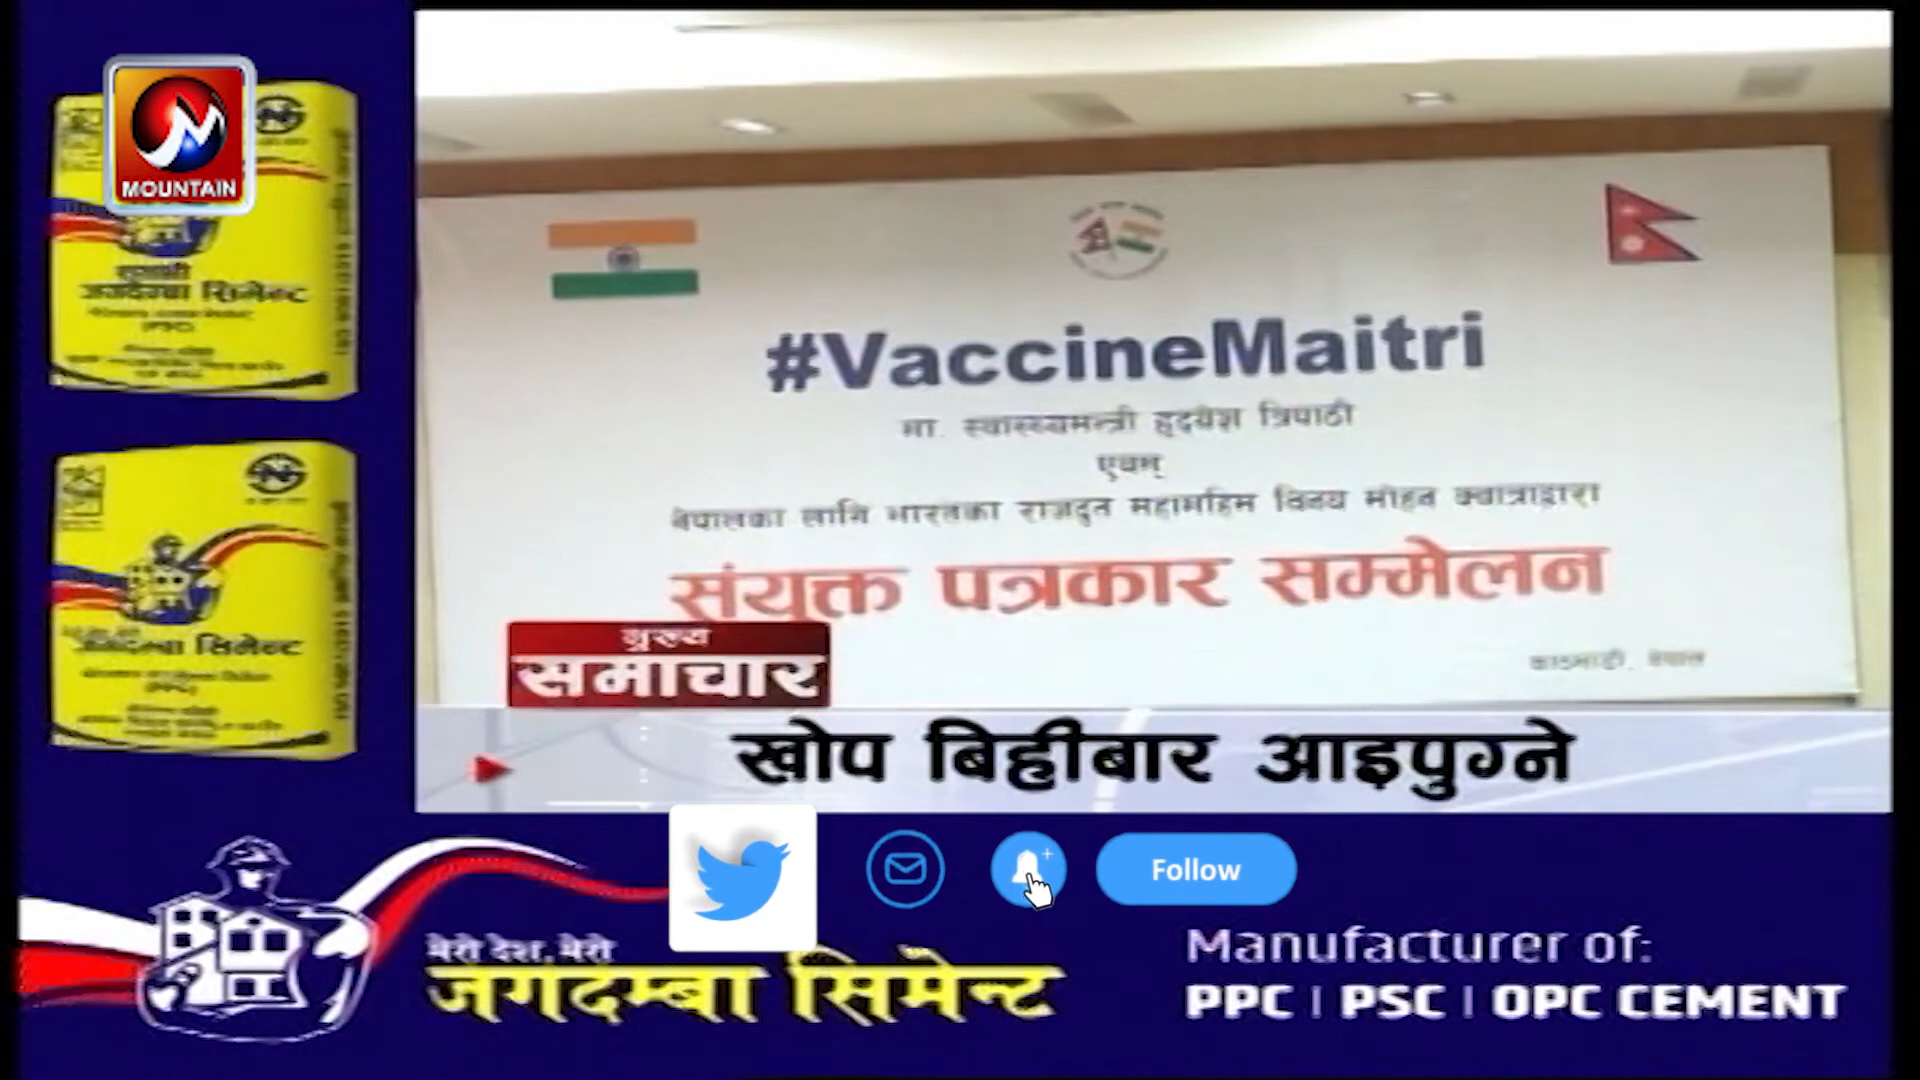 MOUNTAIN
#VaccineMaitri
मा. स्वास्थ्यमन्त्री हृदयेश त्रिपाठी
एवम्
नेपालका लागि भारतका राजदुत महामहिम विनय मोहन क्वात्राद्वारा
संयुक्त पत्रकार सम्मेलन
काठमाडौं, नेपाल
मुख्य
समाचार
खोप बिहीबार आइपुग्ने
जगदम्बा सिमेन्ट
जगदम्बा सिमेन्ट
Follow
मेरो देश, मेरो
जगदम्बा सिमेन्ट
Manufacturer of:
PPC | PSC | OPC CEMENT